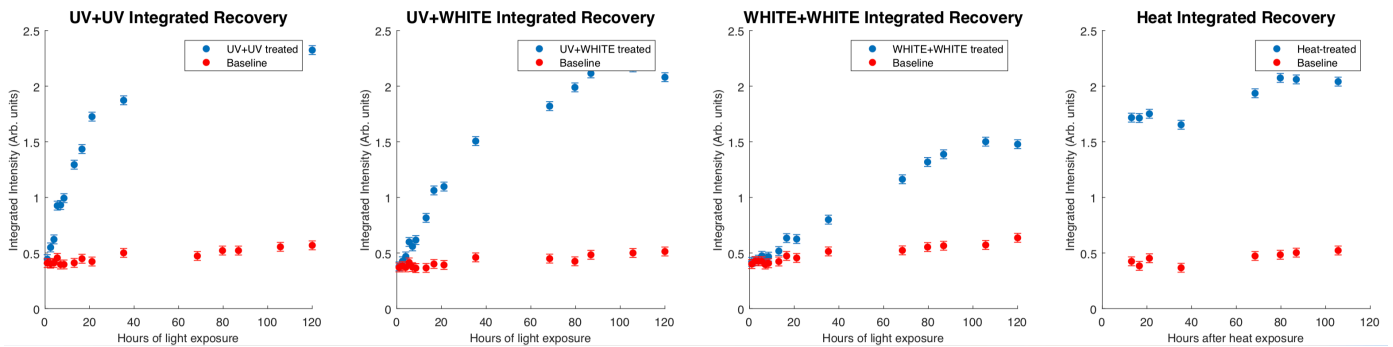 UV+UV Integrated Recovery
2.5
2
1.5
1
0.5
0
Integrated Intensity (Arb. units)
UV+UV treated
Baseline
0 20 40 60 80 100 120
Hours of light exposure
UV+WHITE Integrated Recovery
2.5
2
1.5
1
0.5
0
Integrated Intensity (Arb. units)
UV+WHITE treated
Baseline
0 20 40 60 80 100 120
Hours of light exposure
WHITE+WHITE Integrated Recovery
2.5
2
1.5
1
0.5
0
Integrated Intensity (Arb. units)
WHITE+WHITE treated
Baseline
0 20 40 60 80 100 120
Hours of light exposure
Heat Integrated Recovery
2.5
2
1.5
1
0.5
0
Integrated Intensity (Arb. units)
Heat-treated
Baseline
0 20 40 60 80 100 120
Hours after heat exposure